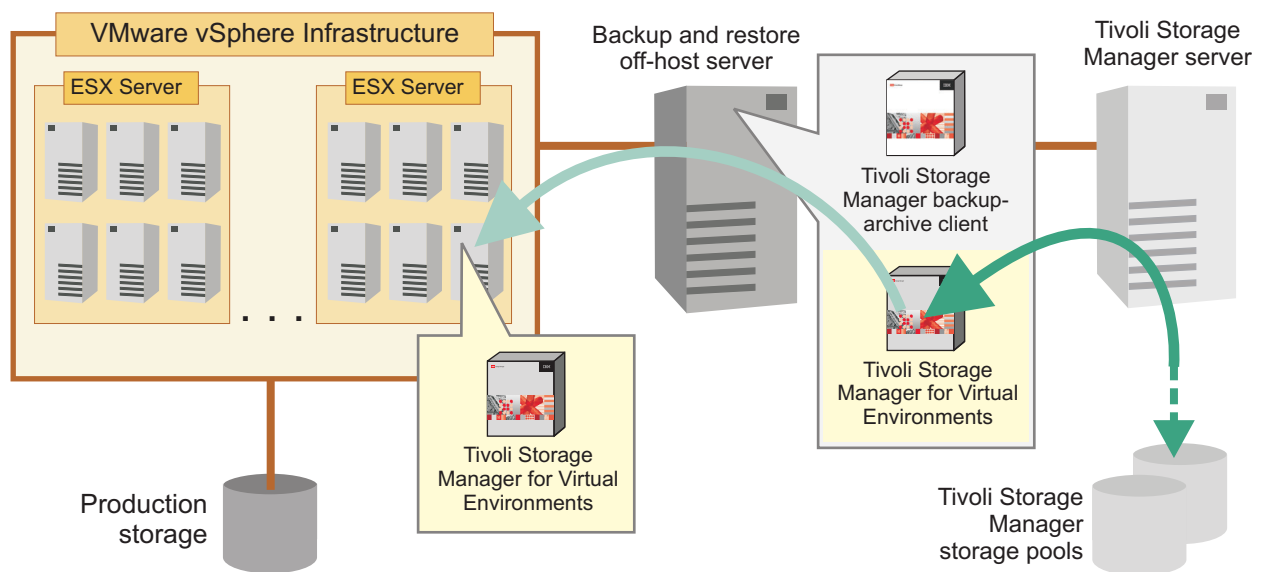 VMware vSphere Infrastructure
ESX Server
ESX Server
. . .
Backup and restore
off-host server
Tivoli Storage
Manager server
IBM
Tivoli Storage
Manager backup-
archive client
Tivoli Storage
Manager for Virtual
Environments
IBM
Tivoli Storage
Manager for Virtual
Environments
Production
storage
Tivoli Storage
Manager
storage pools